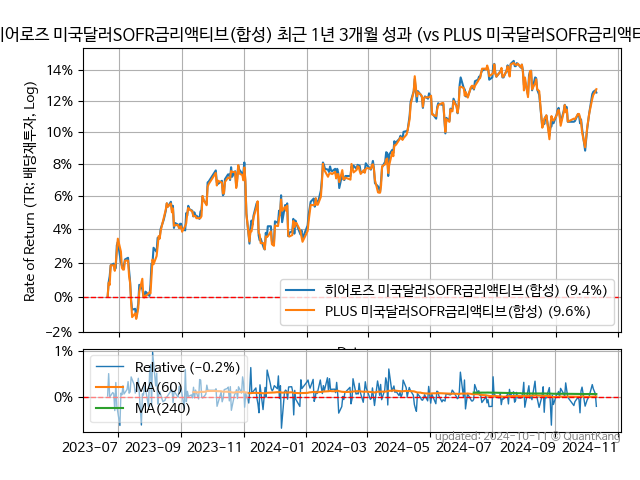 히어로즈 미국달러SOFR금리액티브(합성) 최근 1년 3개월 성과 (vs PLUS 미국달러SOFR금리액티
Rate of Return (TR: 배당재투자, Log)
14%
12%
10%
8%
6%
4%
2%
0%
−2%
히어로즈 미국달러SOFR금리액티브(합성) (9.4%)
PLUS 미국달러SOFR금리액티브(합성) (9.6%)
1%
0%
Relative (−0.2%)
MA(60)
MA(240)
updated: 2024-10-11 © QuantKang
2023-07 2023-09 2023-11 2024-01 2024-03 2024-05 2024-07 2024-09 2024-11